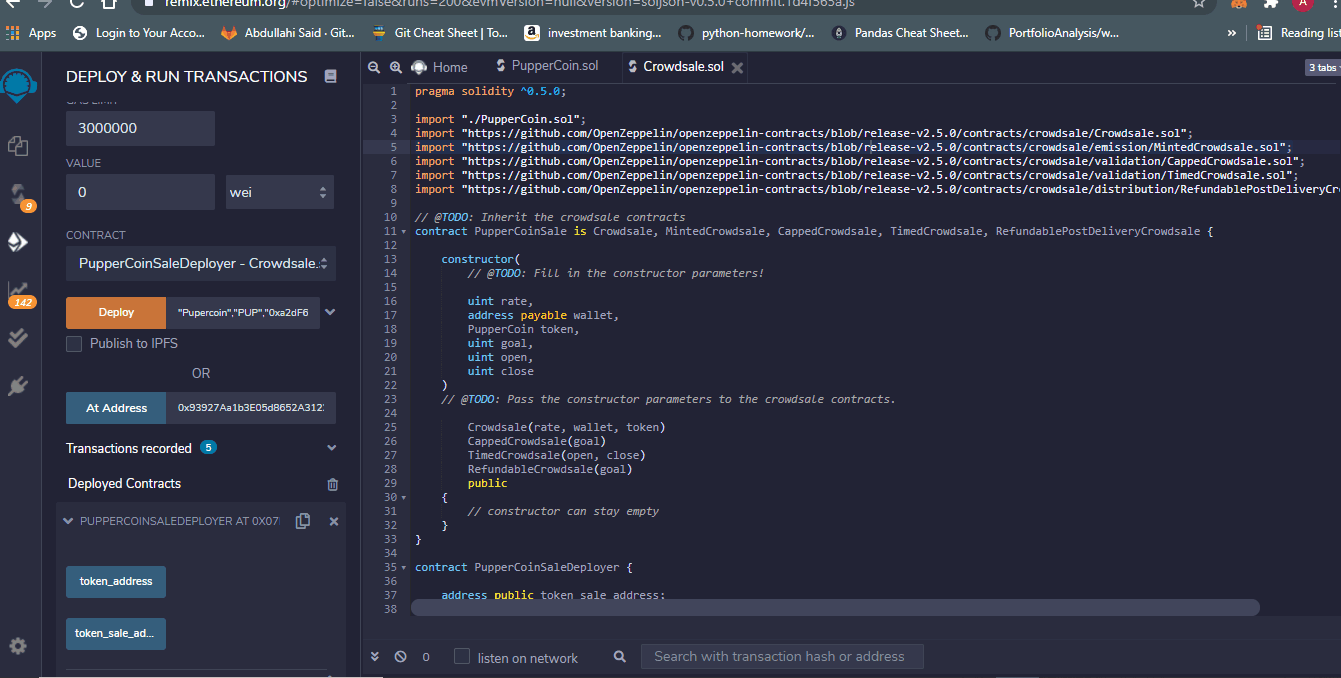 remix.ethereum.org/#optimize=false&runs=200&evmVersion=null&version=soljson-v0.5.0+commit.1d4f565a.js
Apps
Login to Your Acco...
Abdullahi Said · Git...
Git Cheat Sheet | To...
investment banking...
python-homework/...
Pandas Cheat Sheet...
PortfolioAnalysis/w...
»
Reading list
DEPLOY & RUN TRANSACTIONS
GAS LIMIT
3000000
VALUE
0
wei
CONTRACT
PupperCoinSaleDeployer - Crowdsale.
Deploy
"Pupercoin","PUP","0xa2dF6
Publish to IPFS
OR
At Address
0x93927Aa1b3E05d8652A312
Transactions recorded 5
Deployed Contracts
PUPPERCOINSALEDEPLOYER AT 0X07
token_address
token_sale_ad...
9
142
Home
PupperCoin.sol
Crowdsale.sol
3 tabs
1 pragma solidity ^0.5.0;
2
3 import "./PupperCoin.sol";
4 import "https://github.com/OpenZeppelin/openzeppelin-contracts/blob/release-v2.5.0/contracts/crowdsale/Crowdsale.sol";
5 import "https://github.com/OpenZeppelin/openzeppelin-contracts/blob/release-v2.5.0/contracts/crowdsale/emission/MintedCrowdsale.sol";
6 import "https://github.com/OpenZeppelin/openzeppelin-contracts/blob/release-v2.5.0/contracts/crowdsale/validation/CappedCrowdsale.sol";
7 import "https://github.com/OpenZeppelin/openzeppelin-contracts/blob/release-v2.5.0/contracts/crowdsale/validation/TimedCrowdsale.sol";
8 import "https://github.com/OpenZeppelin/openzeppelin-contracts/blob/release-v2.5.0/contracts/crowdsale/distribution/RefundablePostDeliveryCro
9
10 // @TODO: Inherit the crowdsale contracts
11 contract PupperCoinSale is Crowdsale, MintedCrowdsale, CappedCrowdsale, TimedCrowdsale, RefundablePostDeliveryCrowdsale {
12
13 constructor(
14 // @TODO: Fill in the constructor parameters!
15
16 uint rate,
17 address payable wallet,
18 PupperCoin token,
19 uint goal,
20 uint open,
21 uint close
22 )
23 // @TODO: Pass the constructor parameters to the crowdsale contracts.
24
25 Crowdsale(rate, wallet, token)
26 CappedCrowdsale(goal)
27 TimedCrowdsale(open, close)
28 RefundableCrowdsale(goal)
29 public
30 {
31 // constructor can stay empty
32 }
33 }
34
35 contract PupperCoinSaleDeployer {
36
37 address public token_sale_address;
38
0
listen on network
Search with transaction hash or address